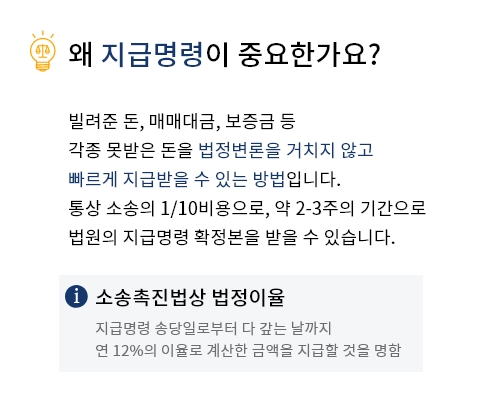 왜 지급명령이 중요한가요?
빌려준 돈, 매매대금, 보증금 등
각종 못받은 돈을 법정변론을 거치지 않고
빠르게 지급받을 수 있는 방법입니다.
통상 소송의 1/10비용으로, 약 2-3주의 기간으로
법원의 지급명령 확정본을 받을 수 있습니다.
i 소송촉진법상 법정이율
지급명령 송당일로부터 다 갚는 날까지
연 12%의 이율로 계산한 금액을 지급할 것을 명함